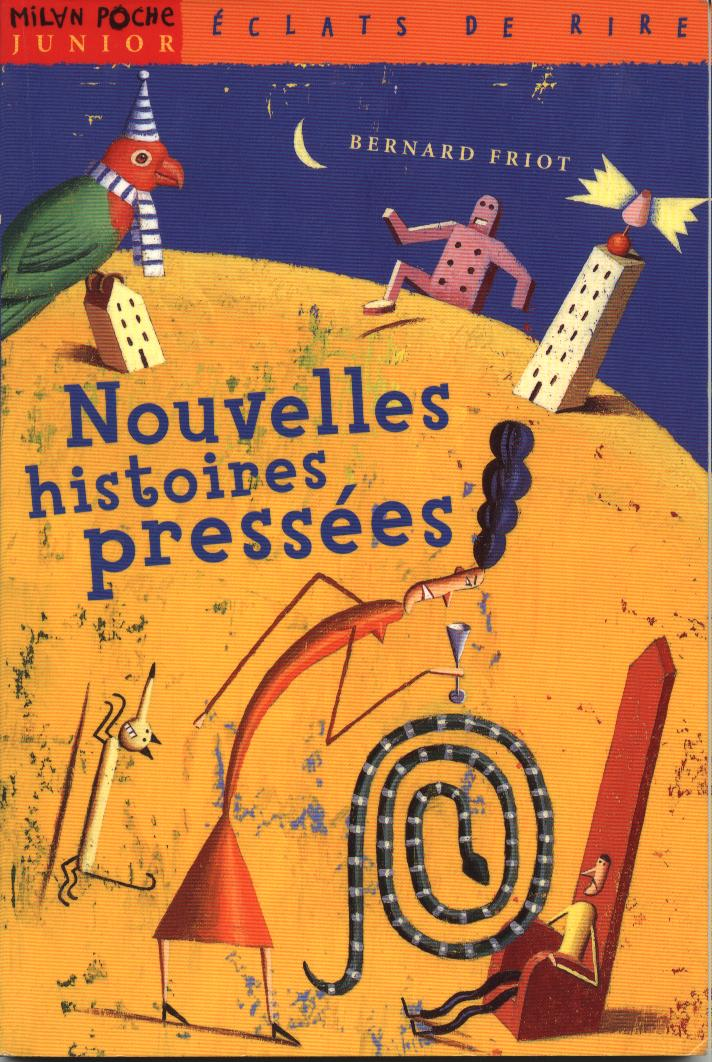 MiLAN POCHE
JUNIOR
ÉCLATS DE RIRE
BERNARD FRIOT
Nouvelles
histoires
pressées